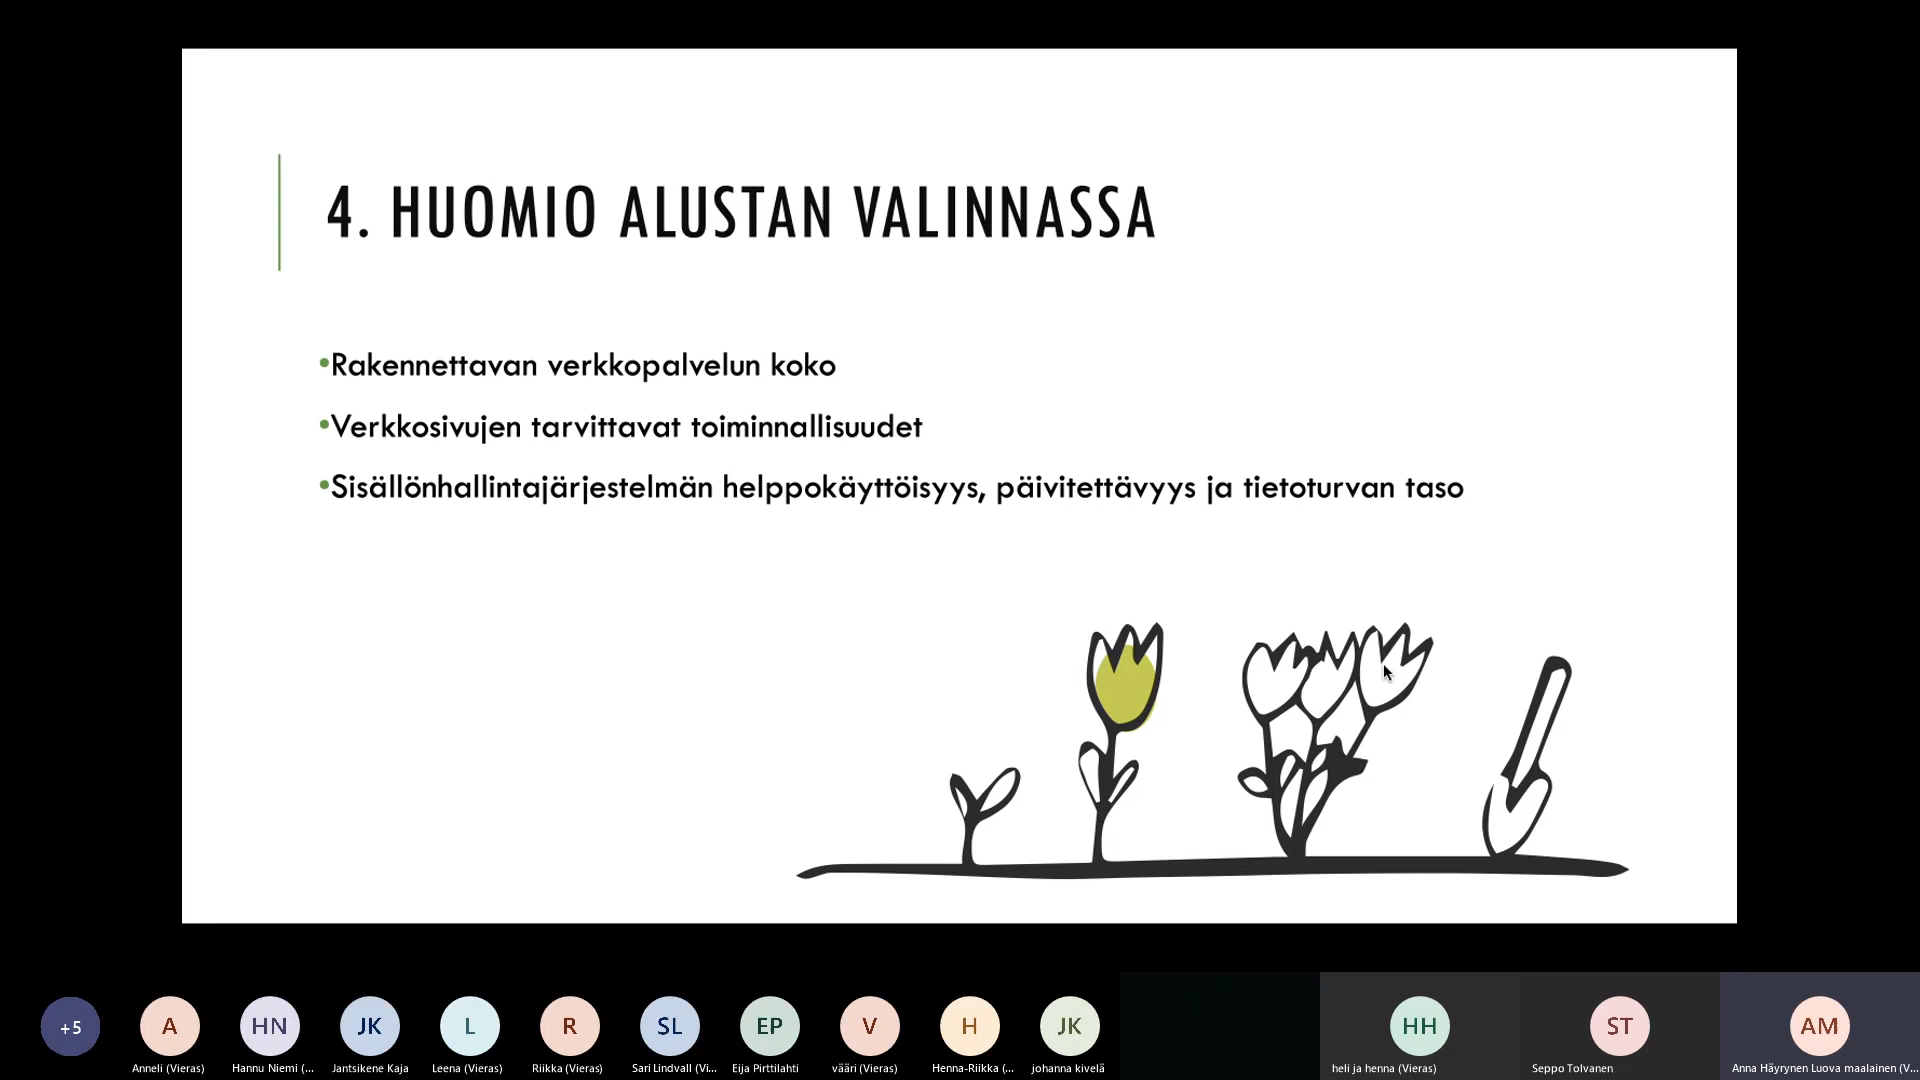 4. HUOMIO ALUSTAN VALINNASSA
•Rakennettavan verkkopalvelun koko
•Verkkosivujen tarvittavat toiminnallisuudet
•Sisällönhallintajärjestelmän helppokäyttöisyys, päivitettävyys ja tietoturvan taso
+5
A
HN
JK
L
R
SL
EP
V
H
JK
HH
ST
AM
Anneli (Vieras)
Hannu Niemi (...
Jantsikene Kaja
Leena (Vieras)
Riikka (Vieras)
Sari Lindvall (Vi...
Eija Pirttilahti
vääri (Vieras)
Henna-Riikka (...
johanna kivelä
heli ja henna (Vieras)
Seppo Tolvanen
Anna Häyrynen Luova maalainen (V...